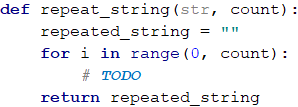 def repeat_string(str, count):
    repeated_string = ""
    for i in range(0, count):
        # TODO
    return repeated_string